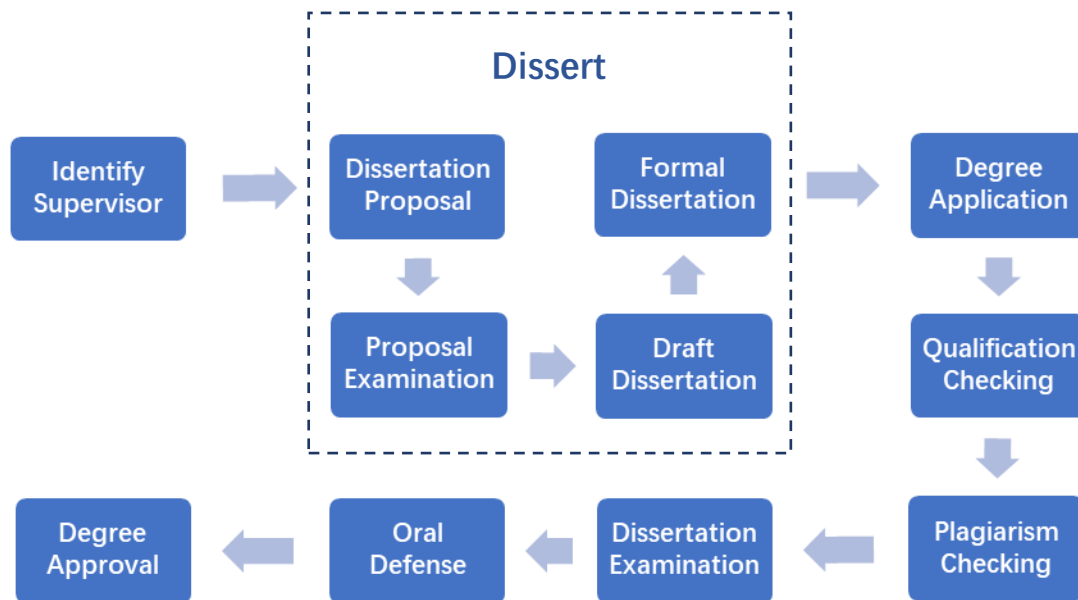 Dissert
Identify
Supervisor
Dissertation
Proposal
Proposal
Examination
Draft
Dissertation
Formal
Dissertation
Degree
Application
Qualification
Checking
Plagiarism
Checking
Dissertation
Examination
Oral
Defense
Degree
Approval